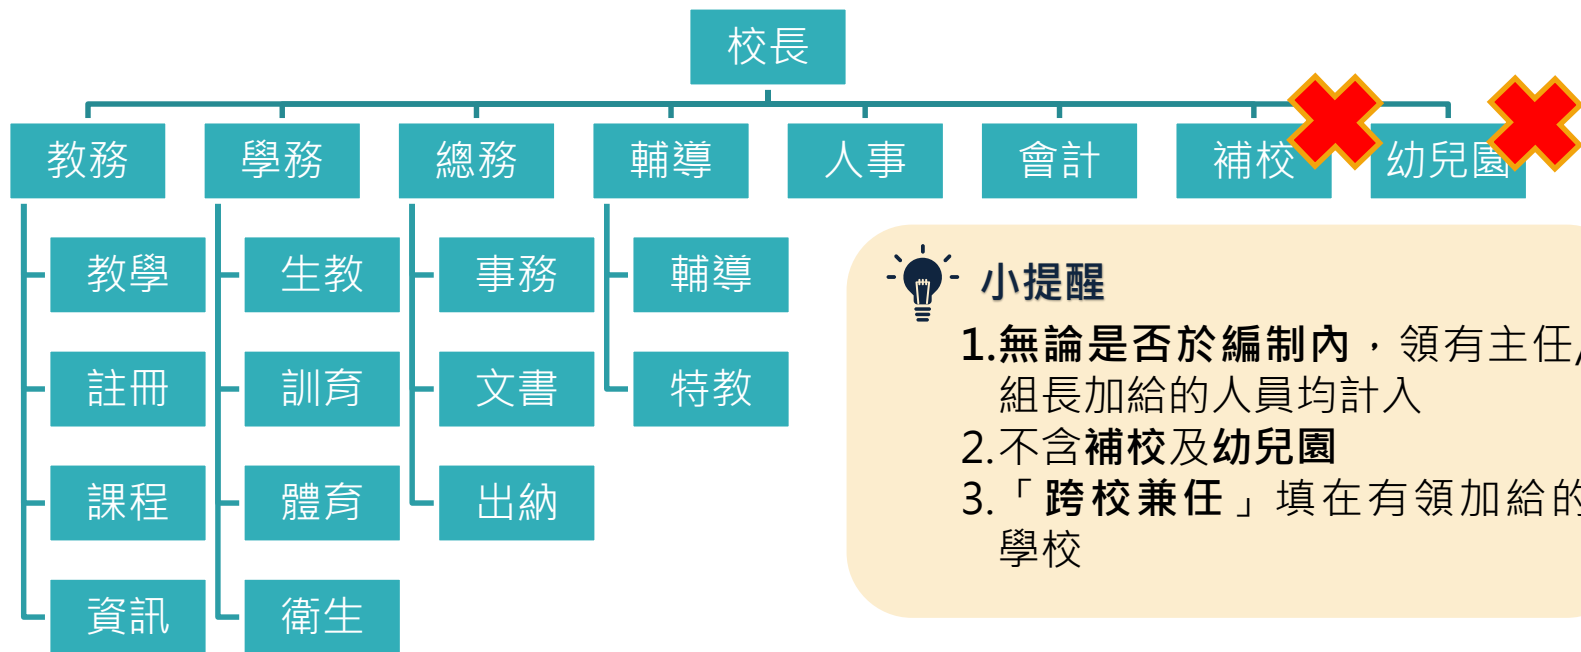 校長
教務 學務 總務 輔導 人事 會計 補校 幼兒園
教學 生教 事務 輔導
註冊 訓育 文書 特教
課程 體育 出納
資訊 衛生
小提醒
1.無論是否於編制內，領有主任/
組長加給的人員均計入
2.不含補校及幼兒園
3.「跨校兼任」填在有領加給的
學校